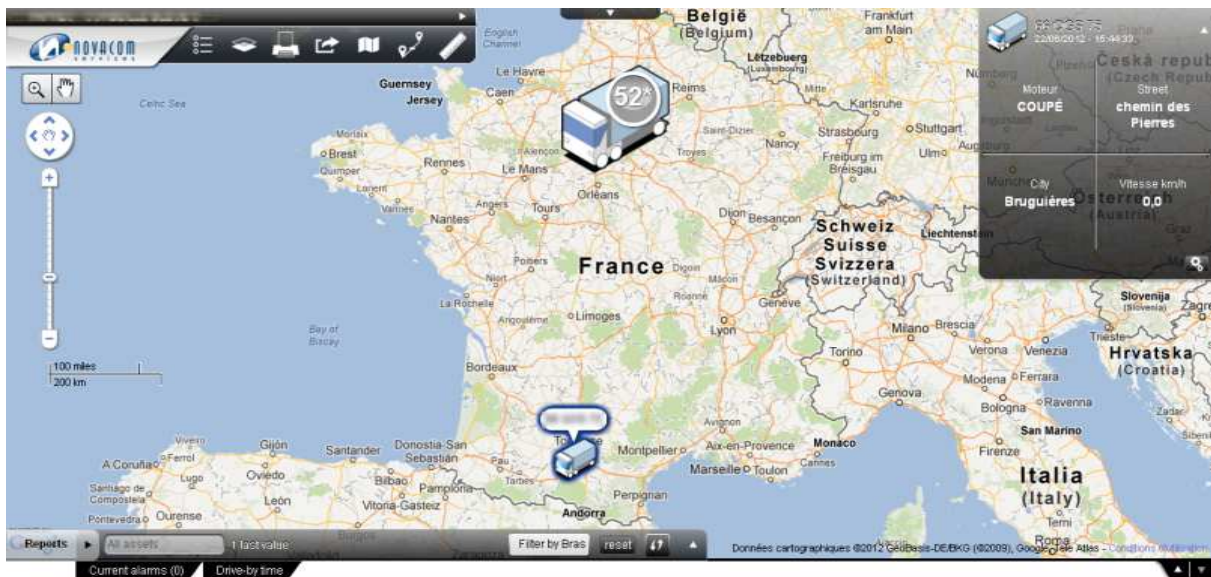 NOVACOM
SERVICES
België
(Belgium)
Frankfurt
am Main
English
Channel
Lëtzebuerg
(Luxembourg)
22/06/2012 - 15:44:33
Česká repub
(Czech Repub
Le Havre
Guernsey
Jersey
Caen
52*
Reims
Mitte
Karlsruhe
Moteur
COUPÉ
Street
chemin des
Pierres
Celtic Sea
Morlaix
Brest
Quimper
Lorient
Vannes
Rennes
Alençon
Le Mans
Saint-Dizier
Troyes
Nancy
Strasbourg
Stuttgart
Freiburg im
Breisgau
Ulm
Orléans
Angers
Tours
Nantes
Dijon
Besançon
City
Bruguières
Vitesse km/h
0,0
Österreich
(Austria)
Graz
Schweiz
Suisse
Svizzera
(Switzerland)
Liechtenstein
France
Poitiers
Niort
Digoin
Mâcon
La Rochelle
Roanne
Genève
Angoulême
Limoges
Lyon
Slovenija
(Slovenia)
Zagre
Bay of
Biscay
Milano
Brescia
Trieste
Torino
Verona
Venezia
Hrvatska
(Croatia)
100 miles
200 km
Bordeaux
Modena
Ferrara
Genova
Bologna
Ravenna
Zadar
Avignon
San Marino
Firenze
Monaco
Cannes
Montpellier
Aix-en-Provence
Marseille
Toulon
Pau
Tarbes
Perpignan
Andorra
Vivero
A Coruña
Ferrol
Gijón
Santander
Donostia-San
Sebastián
Lugo
Oviedo
Bilbao
Pamplona
Santiago de
Compostela
León
Vitoria-Gasteiz
Pontevedra
Ourense
Italia
(Italy)
Terni
Roma
Reports
All assets
1 last value
Filter by Bras
reset
Données cartographiques ©2012 GeoBasis-DE/BKG (©2009), Google, Tele Atlas - Conditions d'utilisation
Current alarms (0)
Drive-by time